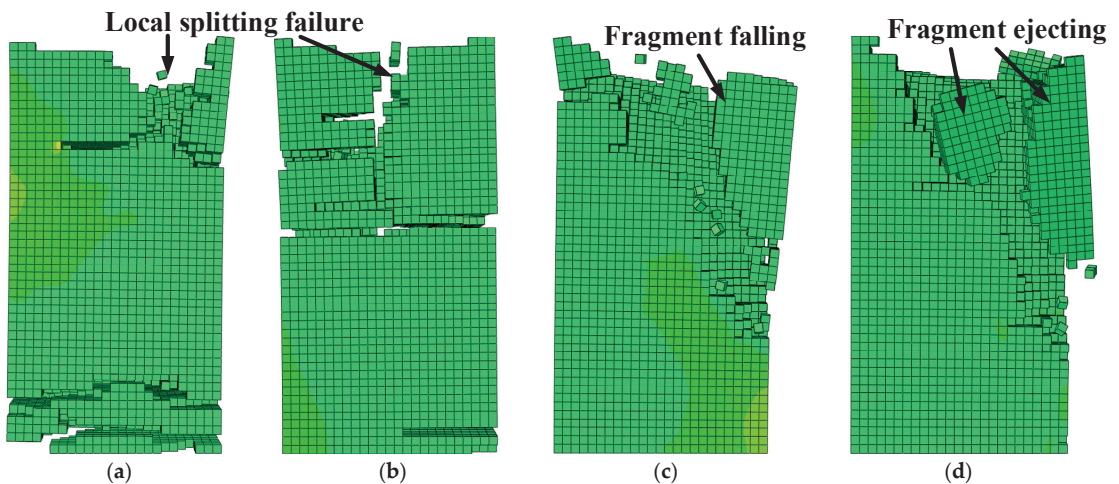 Local splitting failure
Fragment falling
Fragment ejecting
(a)
(b)
(c)
(d)